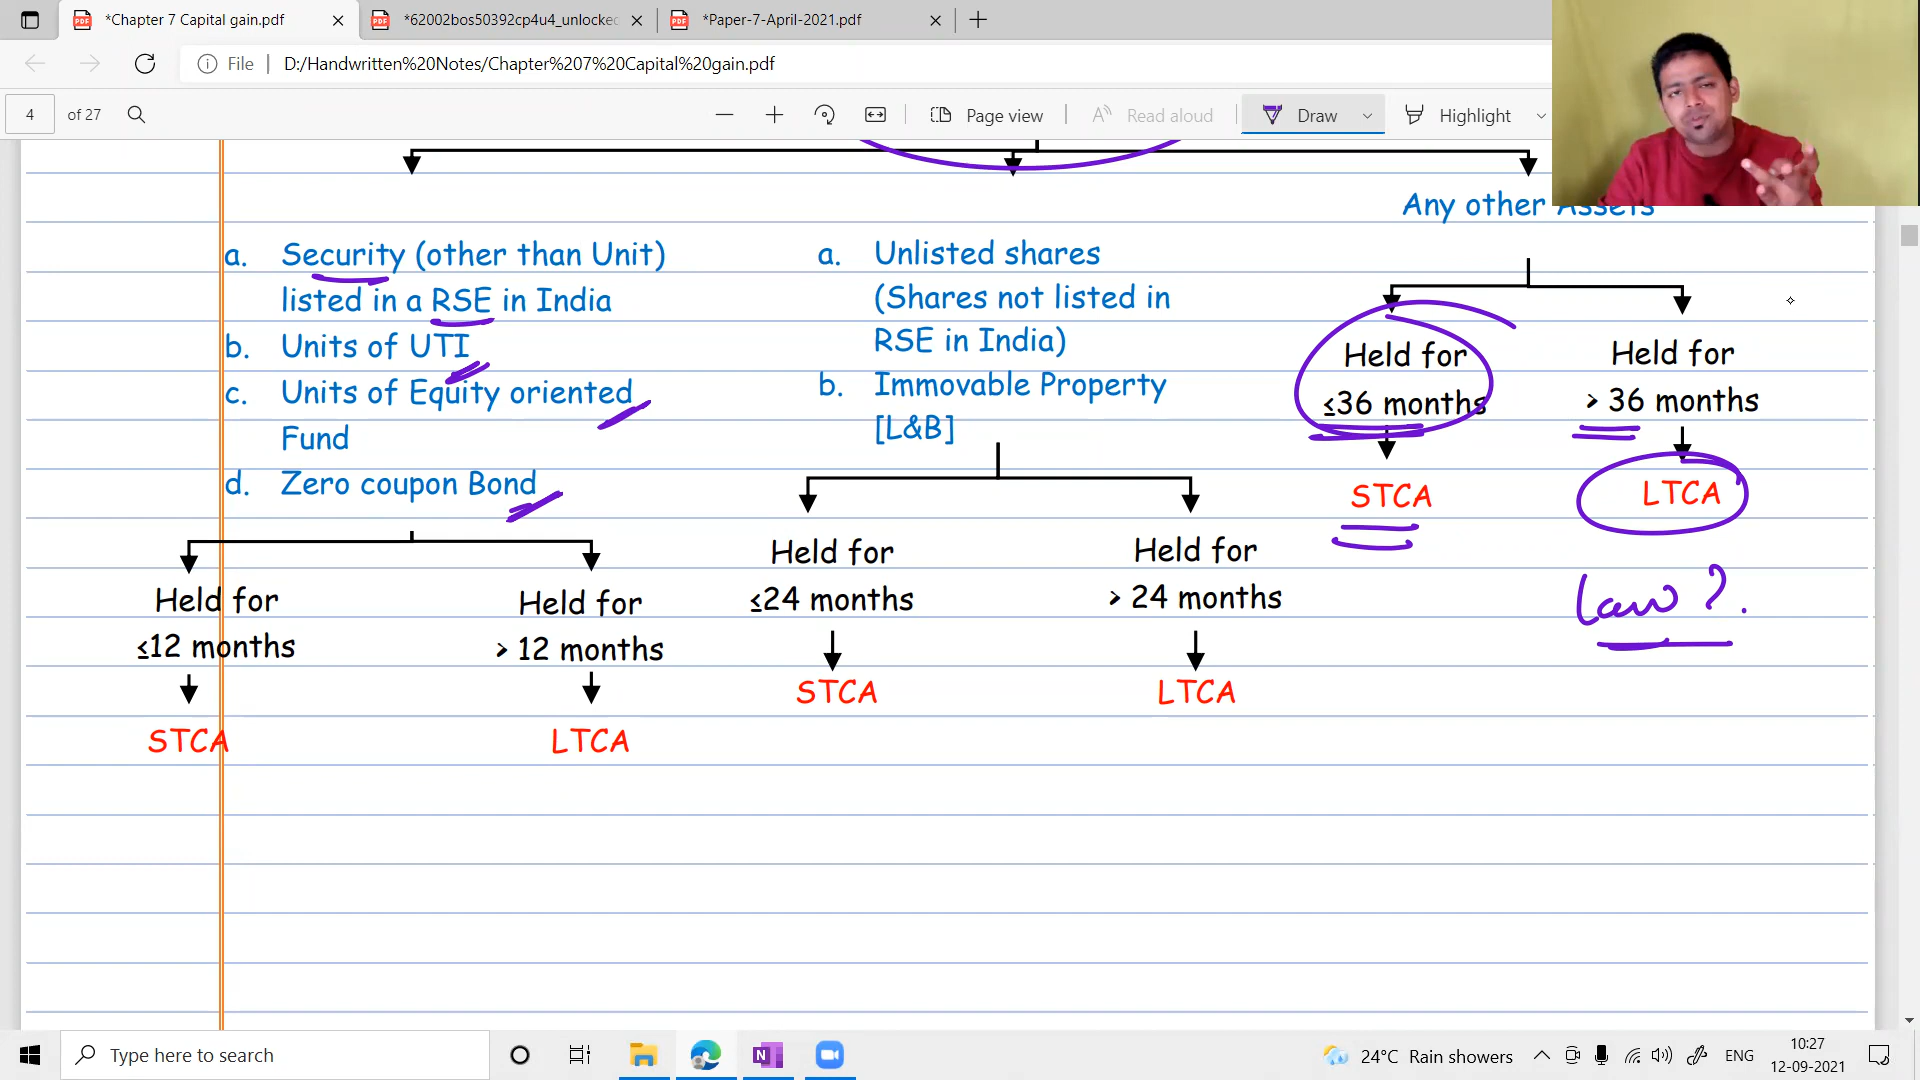 *Chapter 7 Capital gain.pdf
*62002bos50392cp4u4_unlocked
*Paper-7-April-2021.pdf
File
D:/Handwritten%20Notes/Chapter%207%20Capital%20gain.pdf
4 of 27
Page view
Read aloud
Draw
Highlight
Any other Assets
a. Security (other than Unit)
listed in a RSE in India
b. Units of UTI
c. Units of Equity oriented
Fund
d. Zero coupon Bond
a. Unlisted shares
(Shares not listed in
RSE in India)
b. Immovable Property
[L&B]
Held for
≤36 months
STCA
Held for
> 36 months
LTCA
Law ?.
Held for
≤12 months
STCA
Held for
> 12 months
LTCA
Held for
≤24 months
STCA
Held for
> 24 months
LTCA
Type here to search
24°C Rain showers
ENG
10:27
12-09-2021